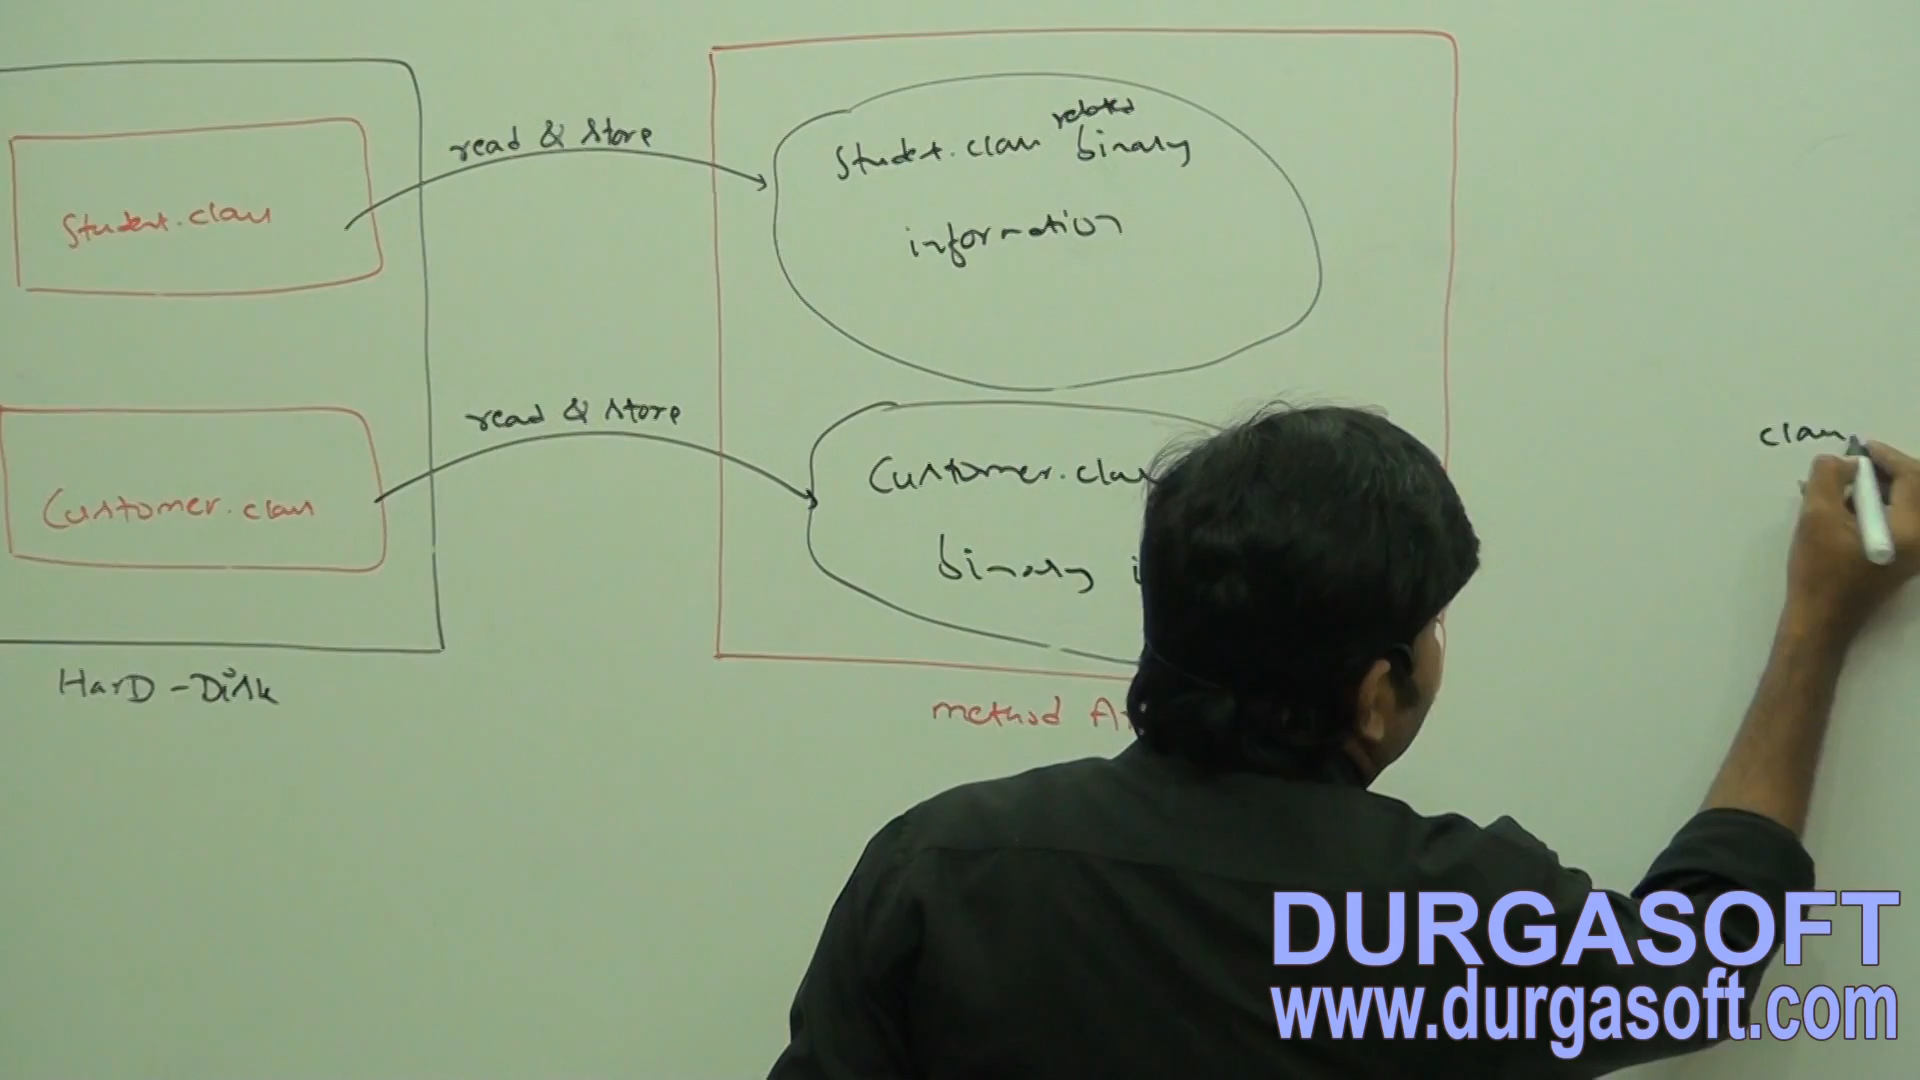 read & store
related
Student.class binary
information
Student.class
read & store
Customer.class
binary
Customer.class
class
HarD-Disk
method
DURGASOFT
www.durgasoft.com